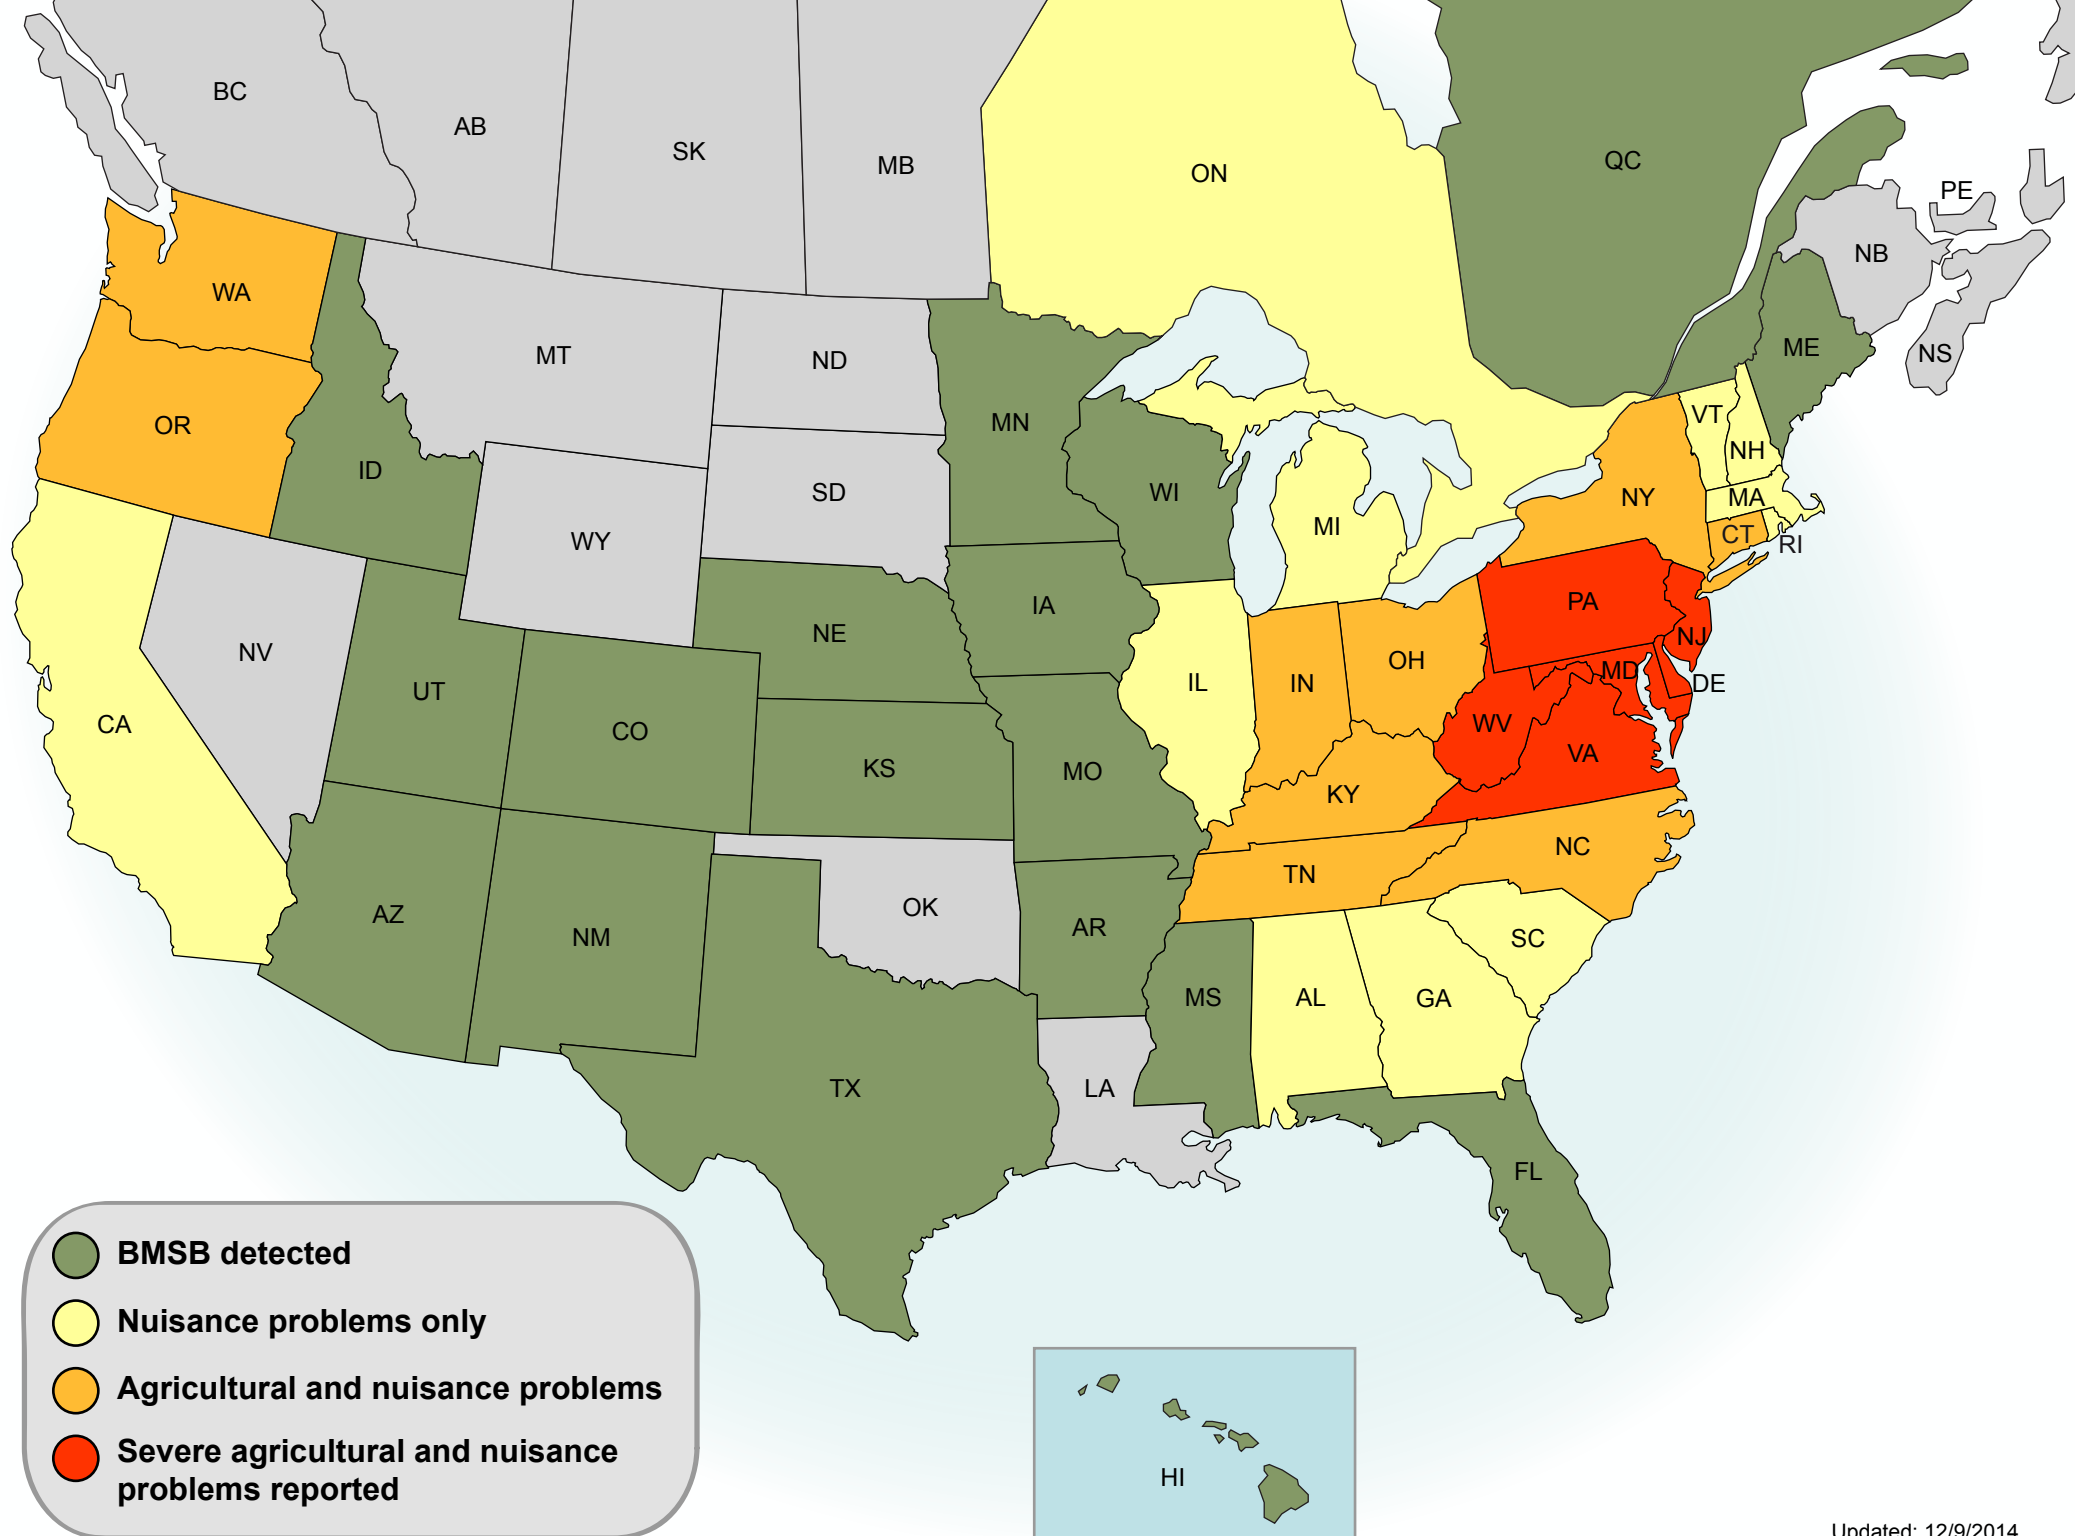 BC
AB
SK
MB
ON
QC
PE
NB
NS
WA
MT
ND
MN
ME
OR
ID
SD
WI
MI
VT
NH
NY
MA
CT
RI
WY
IA
PA
NJ
NV
NE
IL
IN
OH
MD
DE
UT
CA
CO
KS
MO
WV
VA
KY
NC
TN
AZ
NM
OK
AR
SC
MS
AL
GA
TX
LA
FL
BMSB detected
Nuisance problems only
Agricultural and nuisance problems
Severe agricultural and nuisance
problems reported
HI
Updated: 12/9/2014